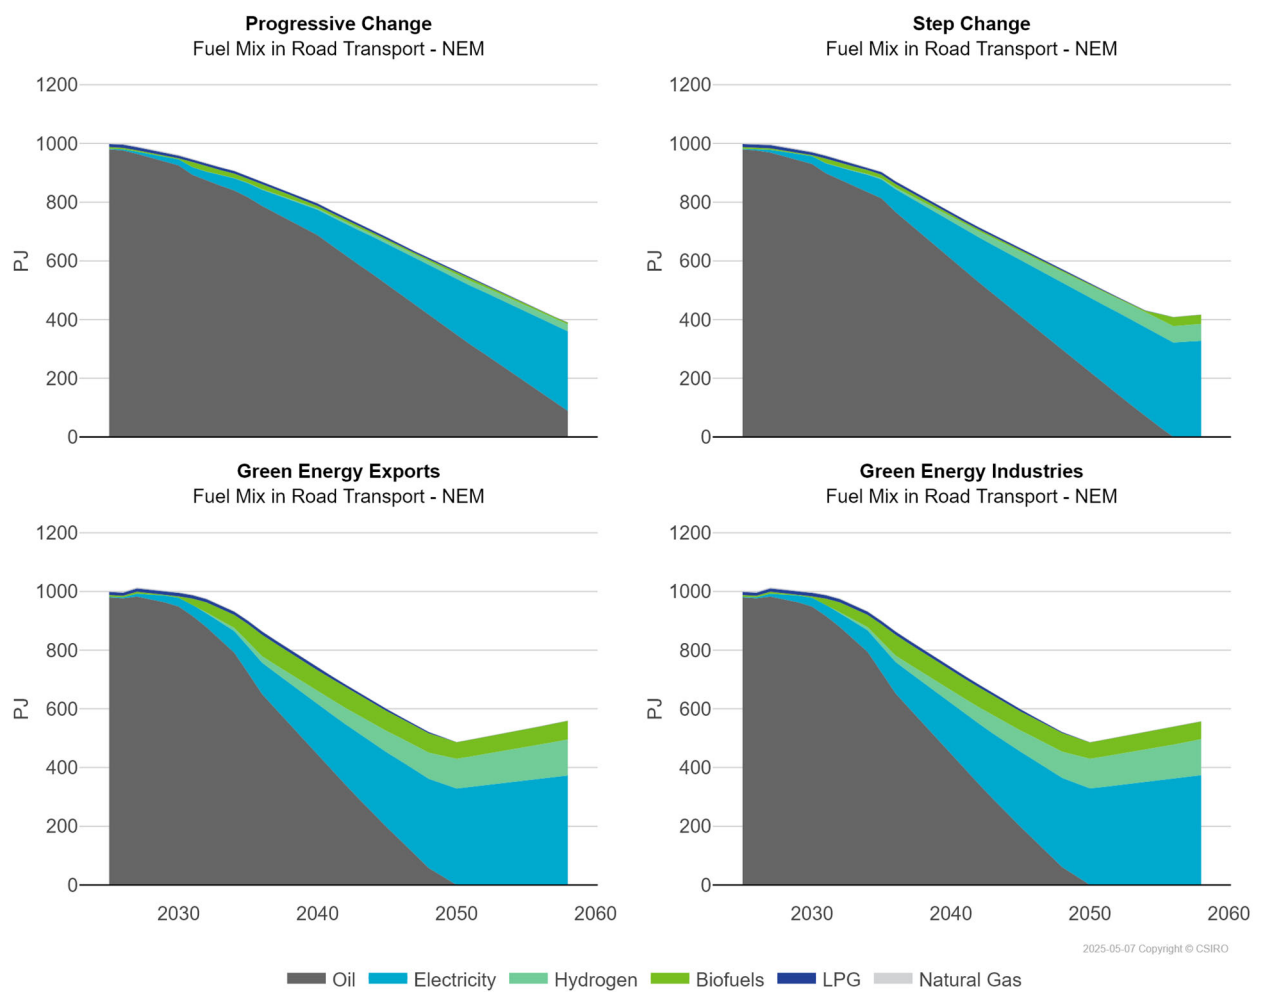 Progressive Change
Fuel Mix in Road Transport - NEM
1200
1000
800
600
400
200
0
PJ
Step Change
Fuel Mix in Road Transport - NEM
1200
1000
800
600
400
200
0
PJ
Green Energy Exports
Fuel Mix in Road Transport - NEM
1200
1000
800
600
400
200
0
PJ
2030 2040 2050 2060
Green Energy Industries
Fuel Mix in Road Transport - NEM
1200
1000
800
600
400
200
0
PJ
2030 2040 2050 2060
2025-05-07 Copyright © CSIRO
Oil Electricity Hydrogen Biofuels LPG Natural Gas